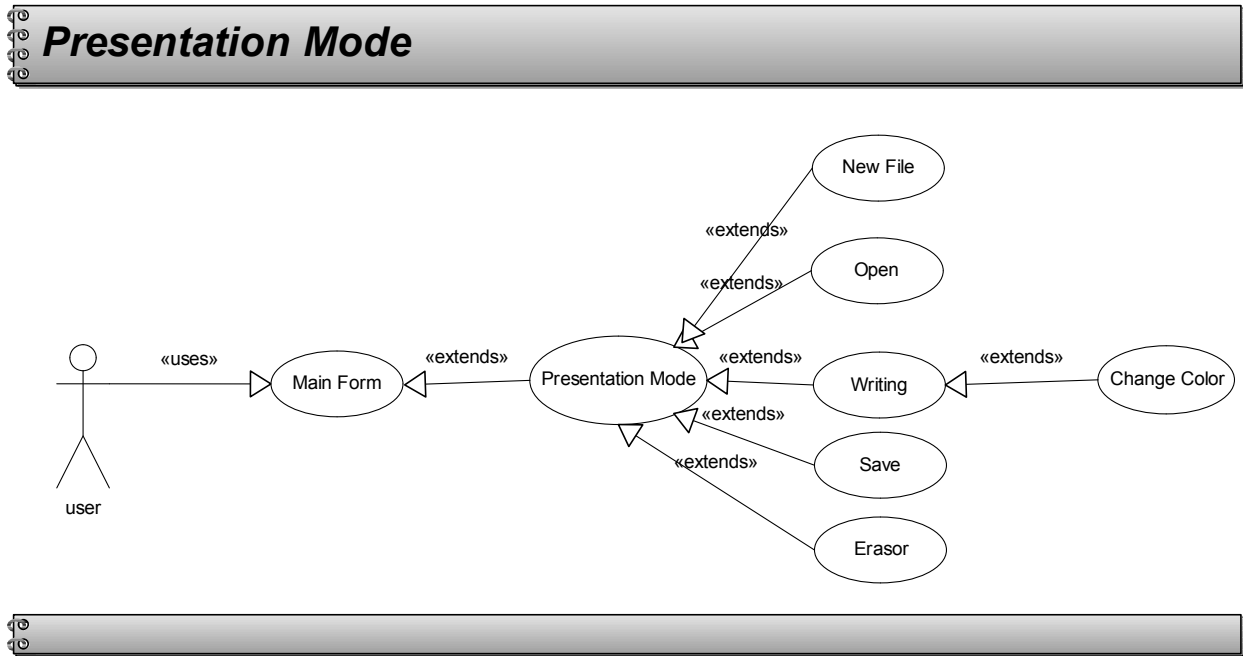 Presentation Mode
New File
«extends»
Open
«extends»
«uses»
«extends»
«extends»
«extends»
Main Form
Presentation Mode
Writing
Change Color
«extends»
Save
«extends»
user
Erasor